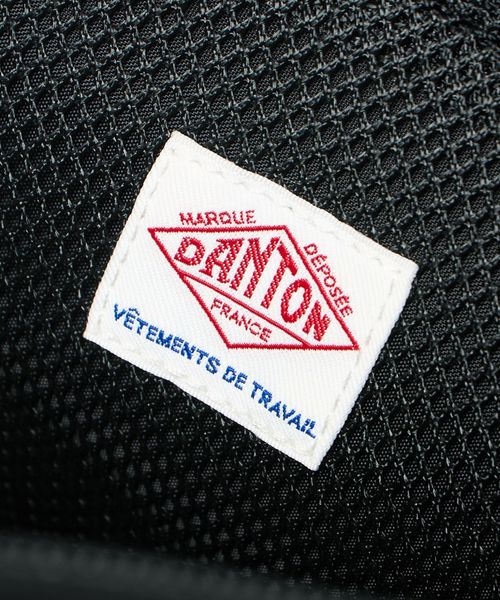 MARQUE DÉPOSÉE
DANTON
FRANCE
VÊTEMENTS DE TRAVAIL